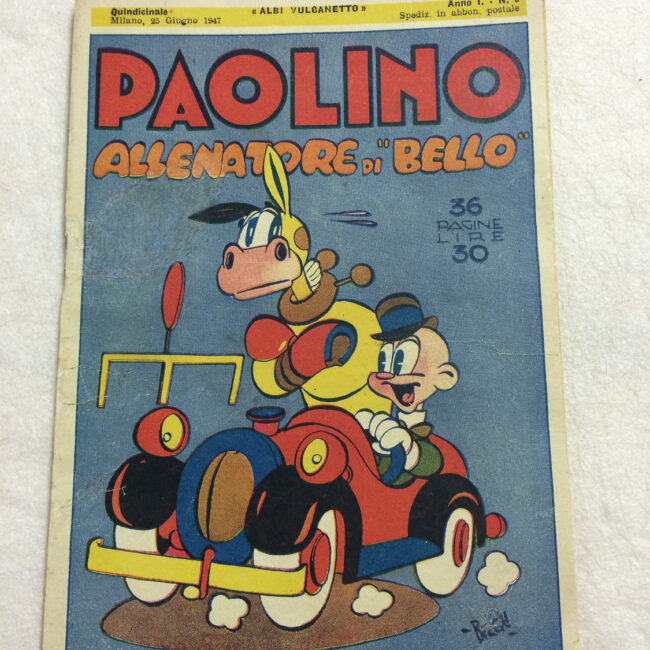 Quindicinale
Milano, 25 Giugno 1947
« ALBI VULCANETTO »
Anno I. - N.
Spediz. in abbon. postale
PAOLINO
ALLENATORE DI "BELLO"
36
PAGINE
LIRE
30